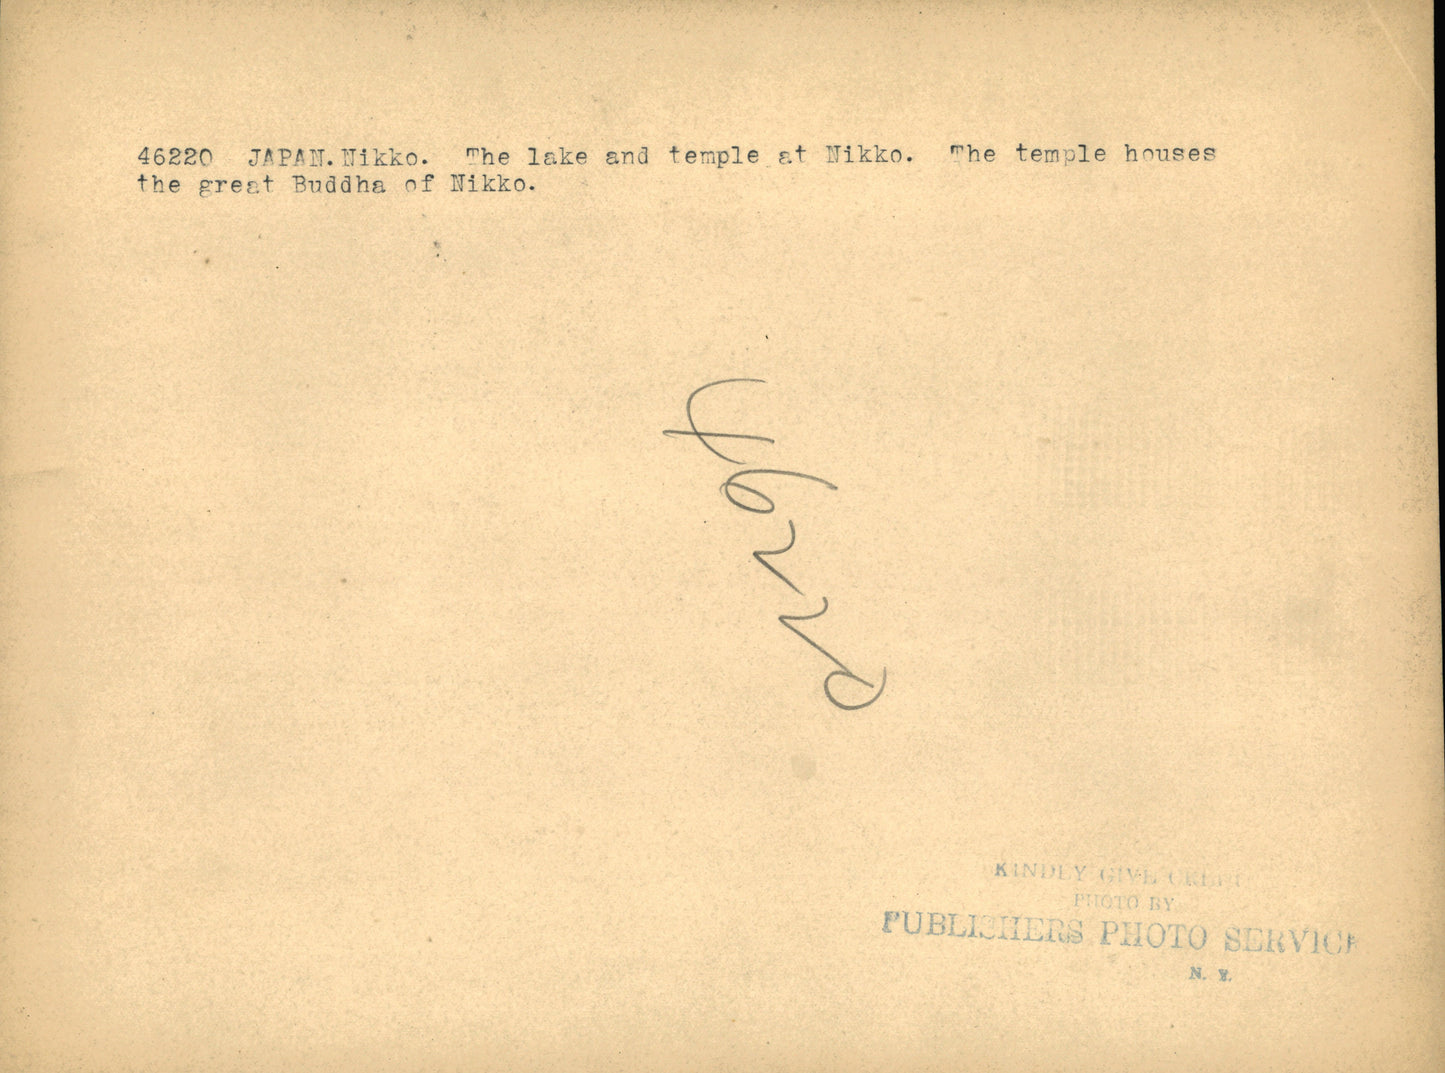 46220 JAPAN. Nikko. The lake and temple at Nikko. The temple houses
the great Buddha of Nikko.
4622
KINDLY GIVE CREDIT
PHOTO BY
PUBLISHERS PHOTO SERVICE
N. Y.